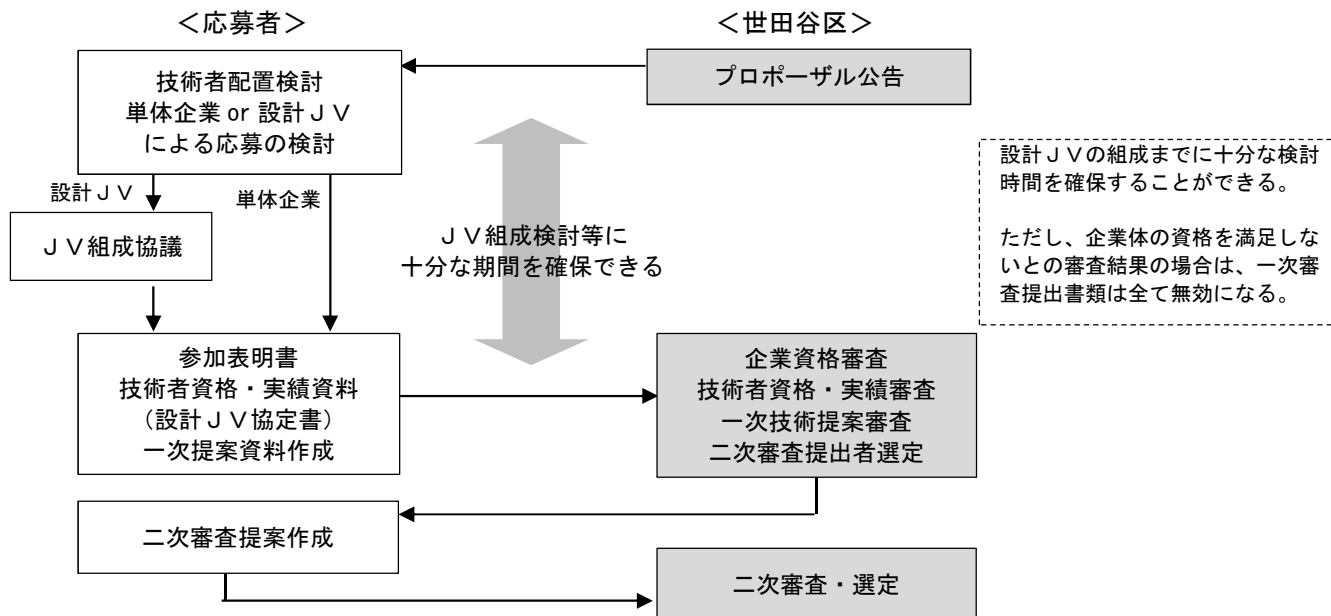 ＜応募者＞
＜世田谷区＞
技術者配置検討
単体企業 or 設計ＪＶ
による応募の検討
プロポーザル公告
設計ＪＶの組成までに十分な検討
時間を確保することができる。
ただし、企業体の資格を満足しな
いとの審査結果の場合は、一次審
査提出書類は全て無効になる。
設計ＪＶ
単体企業
ＪＶ組成協議
ＪＶ組成検討等に
十分な期間を確保できる
参加表明書
技術者資格・実績資料
（設計ＪＶ協定書）
一次提案資料作成
企業資格審査
技術者資格・実績審査
一次技術提案審査
二次審査提出者選定
二次審査提案作成
二次審査・選定